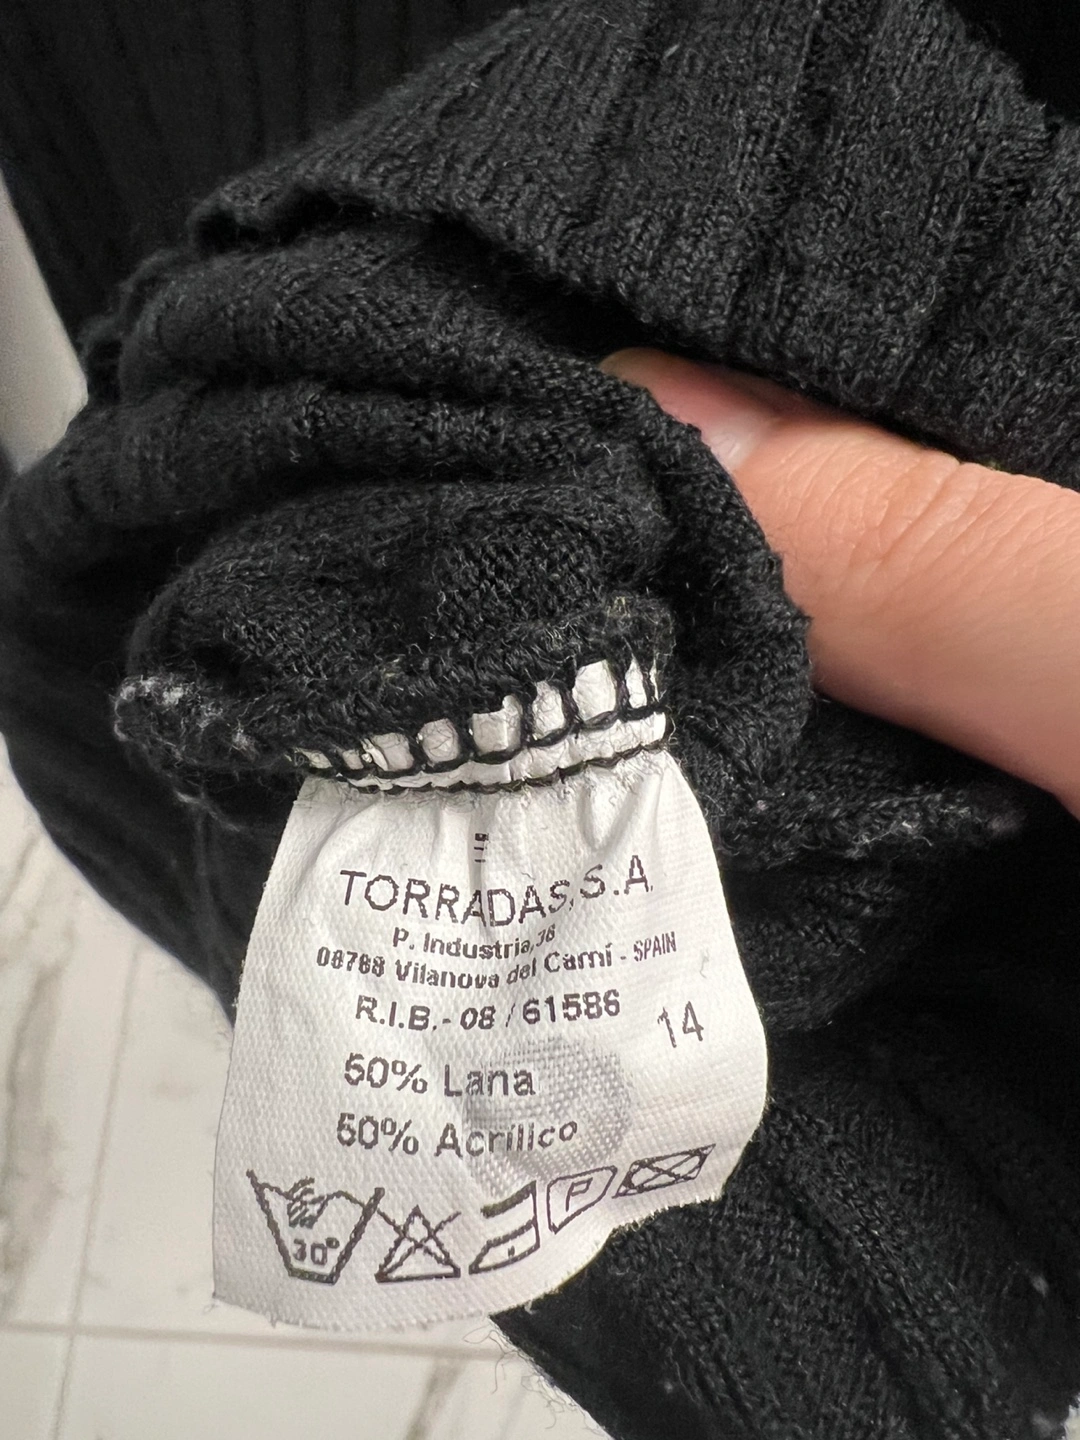 TORRADAS, S.A.
P. Industria, 36
08788 Vilanova del Camí - SPAIN
R.I.B. - 08 / 61586
14
50% Lana
50% Acrílico
30° P